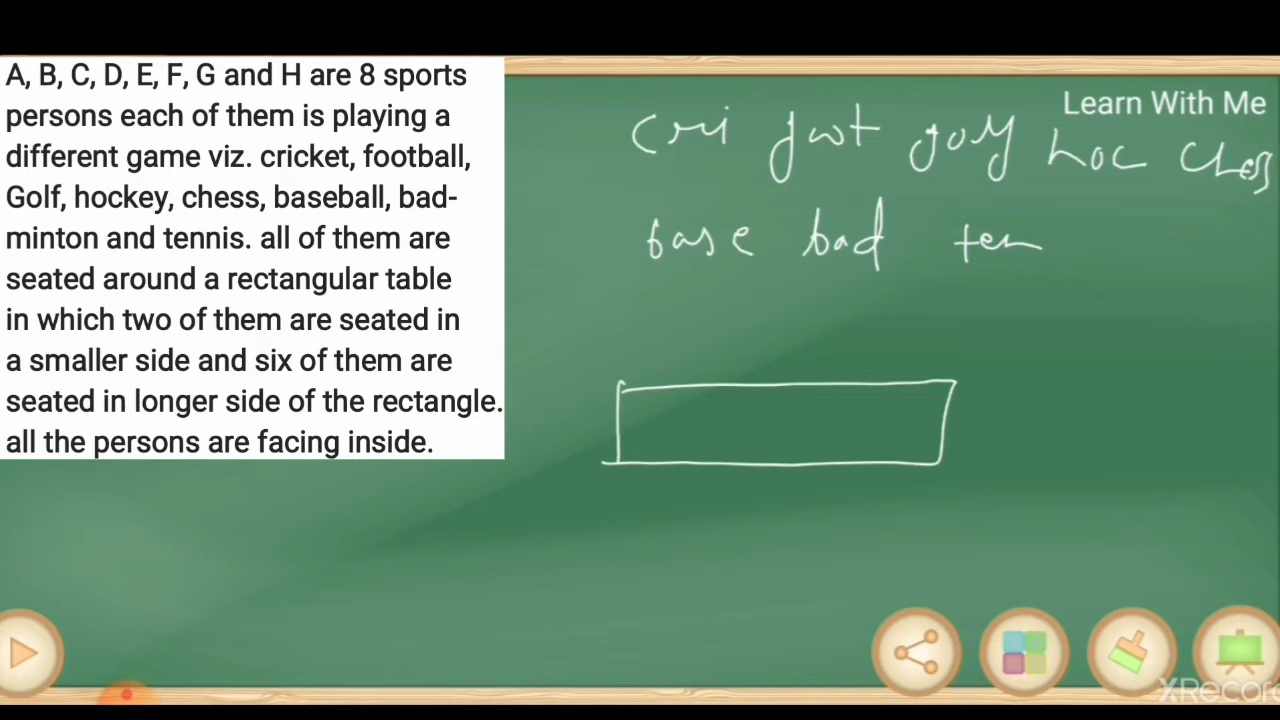 A, B, C, D, E, F, G and H are 8 sports
persons each of them is playing a
different game viz. cricket, football,
Golf, hockey, chess, baseball, bad-
minton and tennis. all of them are
seated around a rectangular table
in which two of them are seated in
a smaller side and six of them are
seated in longer side of the rectangle.
all the persons are facing inside.
Learn With Me
cri foot golf hoc chess
base bad ten
XRecor